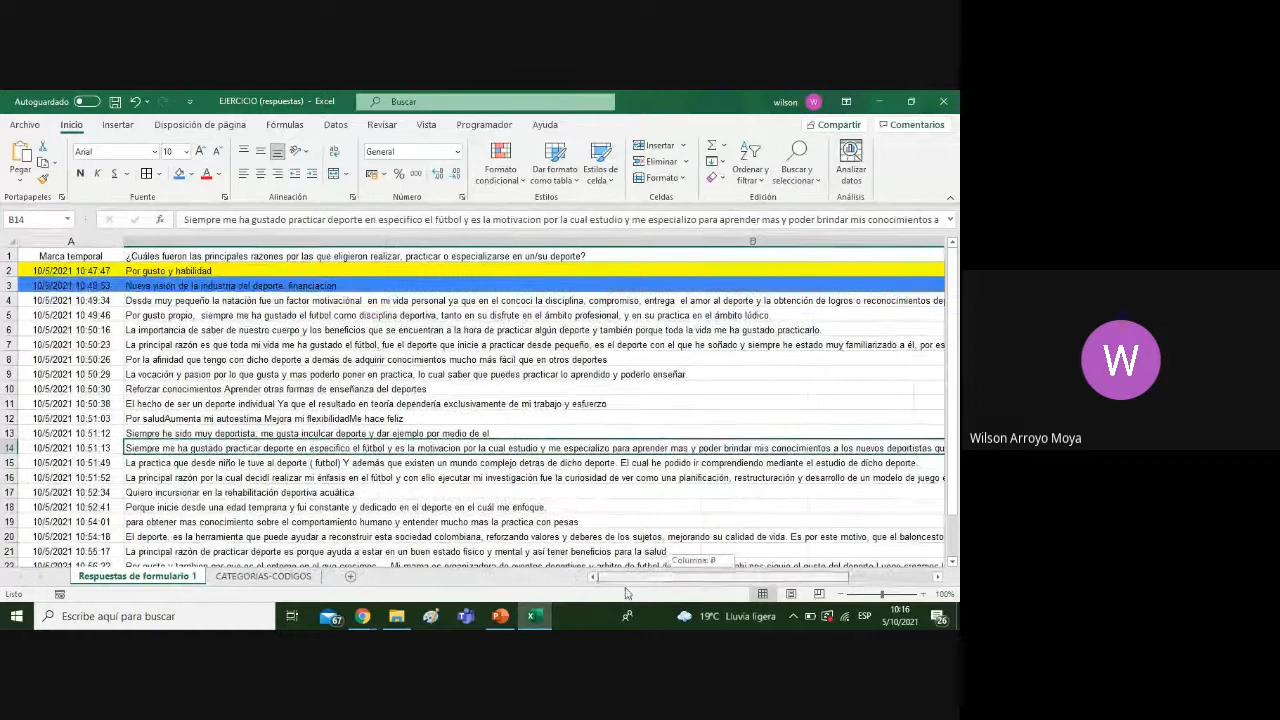 Autoguardado EJERCICIO (respuestas) - Excel Buscar wilson W
Archivo Inicio Insertar Disposición de página Fórmulas Datos Revisar Vista Programador Ayuda Compartir Comentarios
Arial 10 General Insertar Eliminar Formato
Pegar N K S Formato condicional Dar formato como tabla Estilos de celda Ordenar y filtrar Buscar y seleccionar Analizar datos
Portapapeles Fuente Alineación Número Estilos Celdas Edición Análisis
B14 fx Siempre me ha gustado practicar deporte en especifico el fútbol y es la motivacion por la cual estudio y me especializo para aprender mas y poder brindar mis conocimientos a
A B
1 Marca temporal ¿Cuáles fueron las principales razones por las que eligieron realizar, practicar o especializarse en un/su deporte?
2 10/5/2021 10:47:47 Por gusto y habilidad
3 10/5/2021 10:48:53 Nueva visión de la industria del deporte, financiacion
4 10/5/2021 10:49:34 Desde muy pequeño la natación fue un factor motivacional en mi vida personal ya que en el concoci la disciplina, compromiso, entrega el amor al deporte y la obtención de logros o reconocimientos de
5 10/5/2021 10:49:46 Por gusto propio, siempre me ha gustado el futbol como disciplina deportiva, tanto en su disfrute en el ámbito profesional, y en su practica en el ámbito lúdico.
6 10/5/2021 10:50:16 La importancia de saber de nuestro cuerpo y los beneficios que se encuentran a la hora de practicar algún deporte y también porque toda la vida me ha gustado practicarlo.
7 10/5/2021 10:50:23 La principal razón es que toda mi vida me ha gustado el fútbol, fue el deporte que inicie a practicar desde pequeño, es el deporte con el que he soñado y siempre he estado muy familiarizado a él, por es
8 10/5/2021 10:50:26 Por la afinidad que tengo con dicho deporte a demás de adquirir conocimientos mucho más fácil que en otros deportes
9 10/5/2021 10:50:29 La vocación y pasion por lo que gusta y mas poderlo poner en practica, lo cual saber que puedes practicar lo aprendido y poderlo enseñar.
10 10/5/2021 10:50:30 Reforzar conocimientos Aprender otras formas de enseñanza del deportes
11 10/5/2021 10:50:38 El hecho de ser un deporte individual Ya que el resultado en teoría dependería exclusivamente de mi trabajo y esfuerzo
12 10/5/2021 10:51:03 Por saludAumenta mi autoestima Mejora mi flexibilidadMe hace feliz
13 10/5/2021 10:51:12 Siempre he sido muy deportista, me gusta inculcar deporte y dar ejemplo por medio de el
14 10/5/2021 10:51:13 Siempre me ha gustado practicar deporte en especifico el fútbol y es la motivacion por la cual estudio y me especializo para aprender mas y poder brindar mis conocimientos a los nuevos deportistas qu
15 10/5/2021 10:51:49 La practica que desde niño le tuve al deporte ( futbol) Y además que existen un mundo complejo detras de dicho deporte. El cual he podido ir comprendiendo mediante el estudio de dicho deporte.
16 10/5/2021 10:51:52 La principal razón por la cual decidí realizar mi énfasis en el fútbol y con ello ejecutar mi investigación fue la curiosidad de ver como una planificación, restructuración y desarrollo de un modelo de juego e
17 10/5/2021 10:52:34 Quiero incursionar en la rehabilitación deportiva acuática
18 10/5/2021 10:52:41 Porque inicie desde una edad temprana y fui constante y dedicado en el deporte en el cuál me enfoque.
19 10/5/2021 10:54:01 para obtener mas conocimiento sobre el comportamiento humano y entender mucho mas la practica con pesas
20 10/5/2021 10:54:18 El deporte, es la herramienta que puede ayudar a reconstruir esta sociedad colombiana, reforzando valores y deberes de los sujetos, mejorando su calidad de vida. Es por este motivo, que el baloncesto
21 10/5/2021 10:55:17 La principal razón de practicar deporte es porque ayuda a estar en un buen estado físico y mental y así tener beneficios para la salud
Columna: B
Respuestas de formulario 1 CATEGORIAS-CODIGOS
Listo 100%
Escribe aquí para buscar 67 19°C Lluvia ligera ESP 10:16 5/10/2021 26
W
Wilson Arroyo Moya